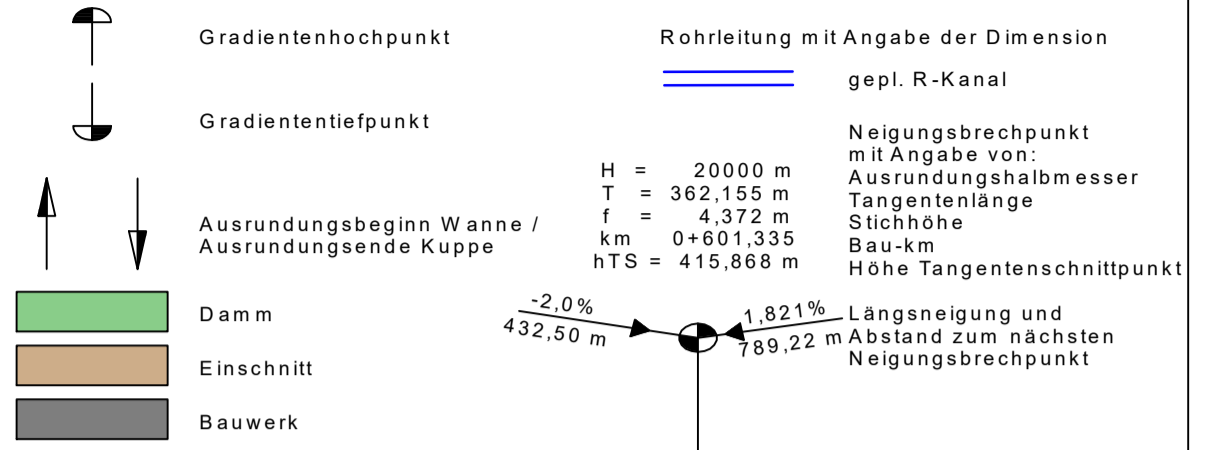 Gradientenhochpunkt
Gradiententiefpunkt
Ausrundungsbeginn Wanne /
Ausrundungsende Kuppe
Damm
Einschnitt
Bauwerk
Rohrleitung mit Angabe der Dimension
gepl. R-Kanal
H = 20000 m
T = 362,155 m
f = 4,372 m
km 0+601,335
hTS = 415,868 m
Neigungsbrechpunkt
mit Angabe von:
Ausrundungshalbmesser
Tangentenlänge
Stichhöhe
Bau-km
Höhe Tangentenschnittpunkt
-2,0%
432,50 m
1,821%
789,22 m
Längsneigung und
Abstand zum nächsten
Neigungsbrechpunkt